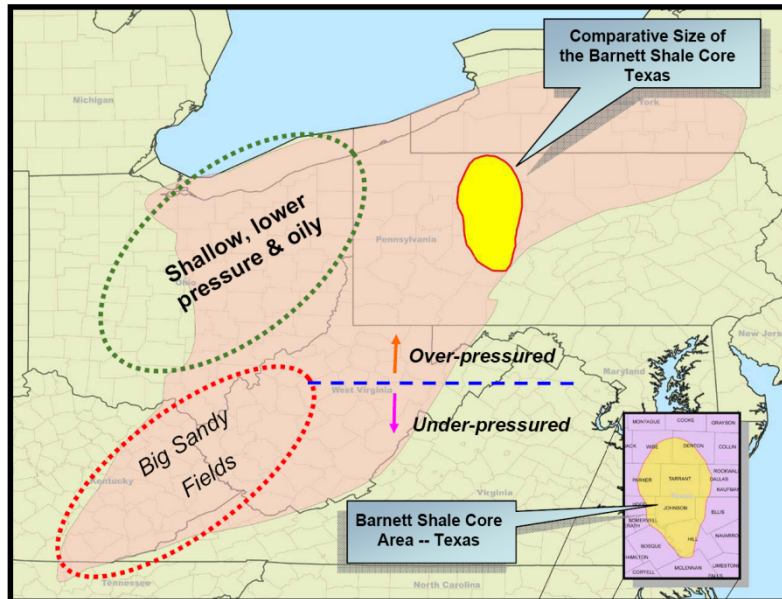 Comparative Size of
the Barnett Shale Core
Texas
Michigan
New York
Shallow, lower
pressure & oily
Ohio
Pennsylvania
New Jersey
Over-pressured
Maryland
West Virginia
Under-pressured
Big Sandy
Fields
Kentucky
Virginia
Barnett Shale Core
Area -- Texas
Tennessee
North Carolina
MONTAGUE
COOKE
GRAYSON
JACK
WISE
DENTON
COLLIN
ROCKWALL
PARKER
TARRANT
DALLAS
KAUFMAN
JOHNSON
ELLIS
SOMERVELL
NAVARRO
BOSQUE
HILL
HAMILTON
LIMESTONE
CORYELL
MCLENNAN
FALLS